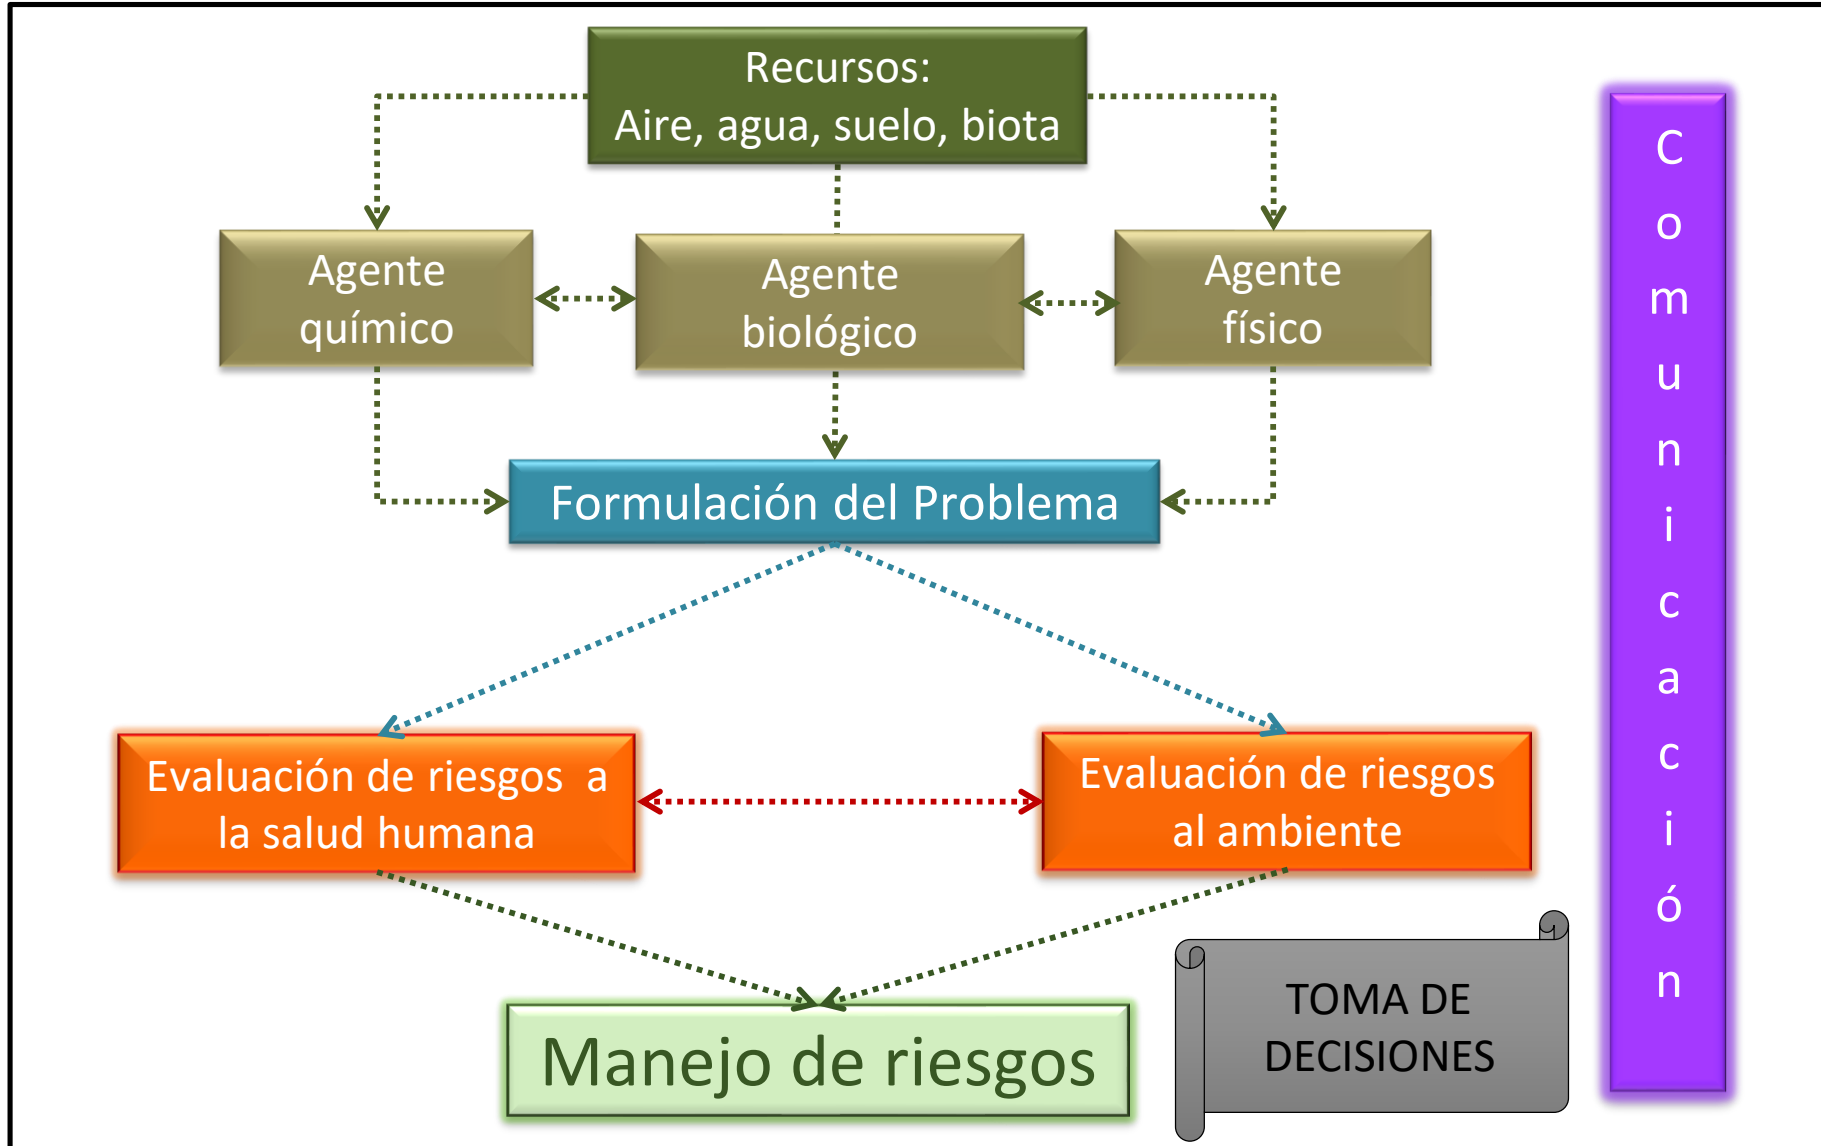 Recursos:
Aire, agua, suelo, biota
Agente
químico
Agente
biológico
Agente
físico
Formulación del Problema
Evaluación de riesgos a
la salud humana
Evaluación de riesgos
al ambiente
Manejo de riesgos
TOMA DE
DECISIONES
C
o
m
u
n
i
c
a
c
i
ó
n